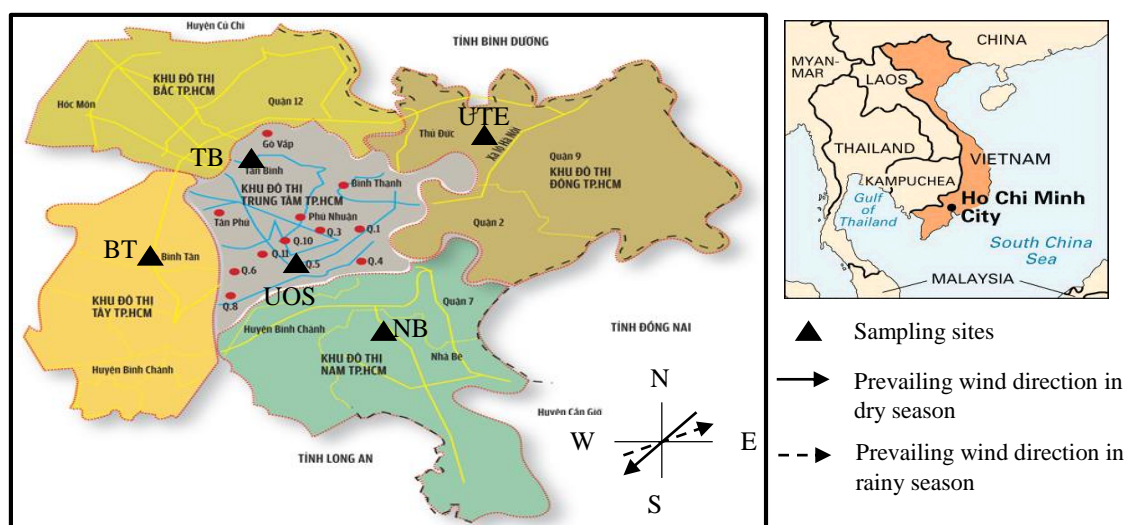 Huyện Củ Chi
TỈNH BÌNH DƯƠNG
KHU ĐÔ THỊ
BẮC TP.HCM
Hóc Môn
Quận 12
UTE
Thủ Đức
Xa lộ Hà Nội
Gò Vấp
TB
Tân Bình
Quận 9
KHU ĐÔ THỊ
ĐÔNG TP.HCM
Bình Thạnh
KHU ĐÔ THỊ
TRUNG TÂM TP.HCM
Tân Phú
Phú Nhuận
Q.3
Q.1
Quận 2
Q.10
BT
Bình Tân
Q.11
Q.5
Q.4
Q.6
UOS
Q.8
KHU ĐÔ THỊ
TÂY TP.HCM
Huyện Bình Chánh
Quận 7
NB
Huyện Bình Chánh
KHU ĐÔ THỊ
NAM TP.HCM
Nhà Bè
TỈNH ĐỒNG NAI
Huyện Cần Giờ
TỈNH LONG AN
N
W
E
S
CHINA
MYAN-
MAR
LAOS
THAILAND
VIETNAM
KAMPUCHEA
Gulf
of
Thailand
Ho Chi Minh
City
South China
Sea
MALAYSIA
Sampling sites
Prevailing wind direction in
dry season
Prevailing wind direction in
rainy season